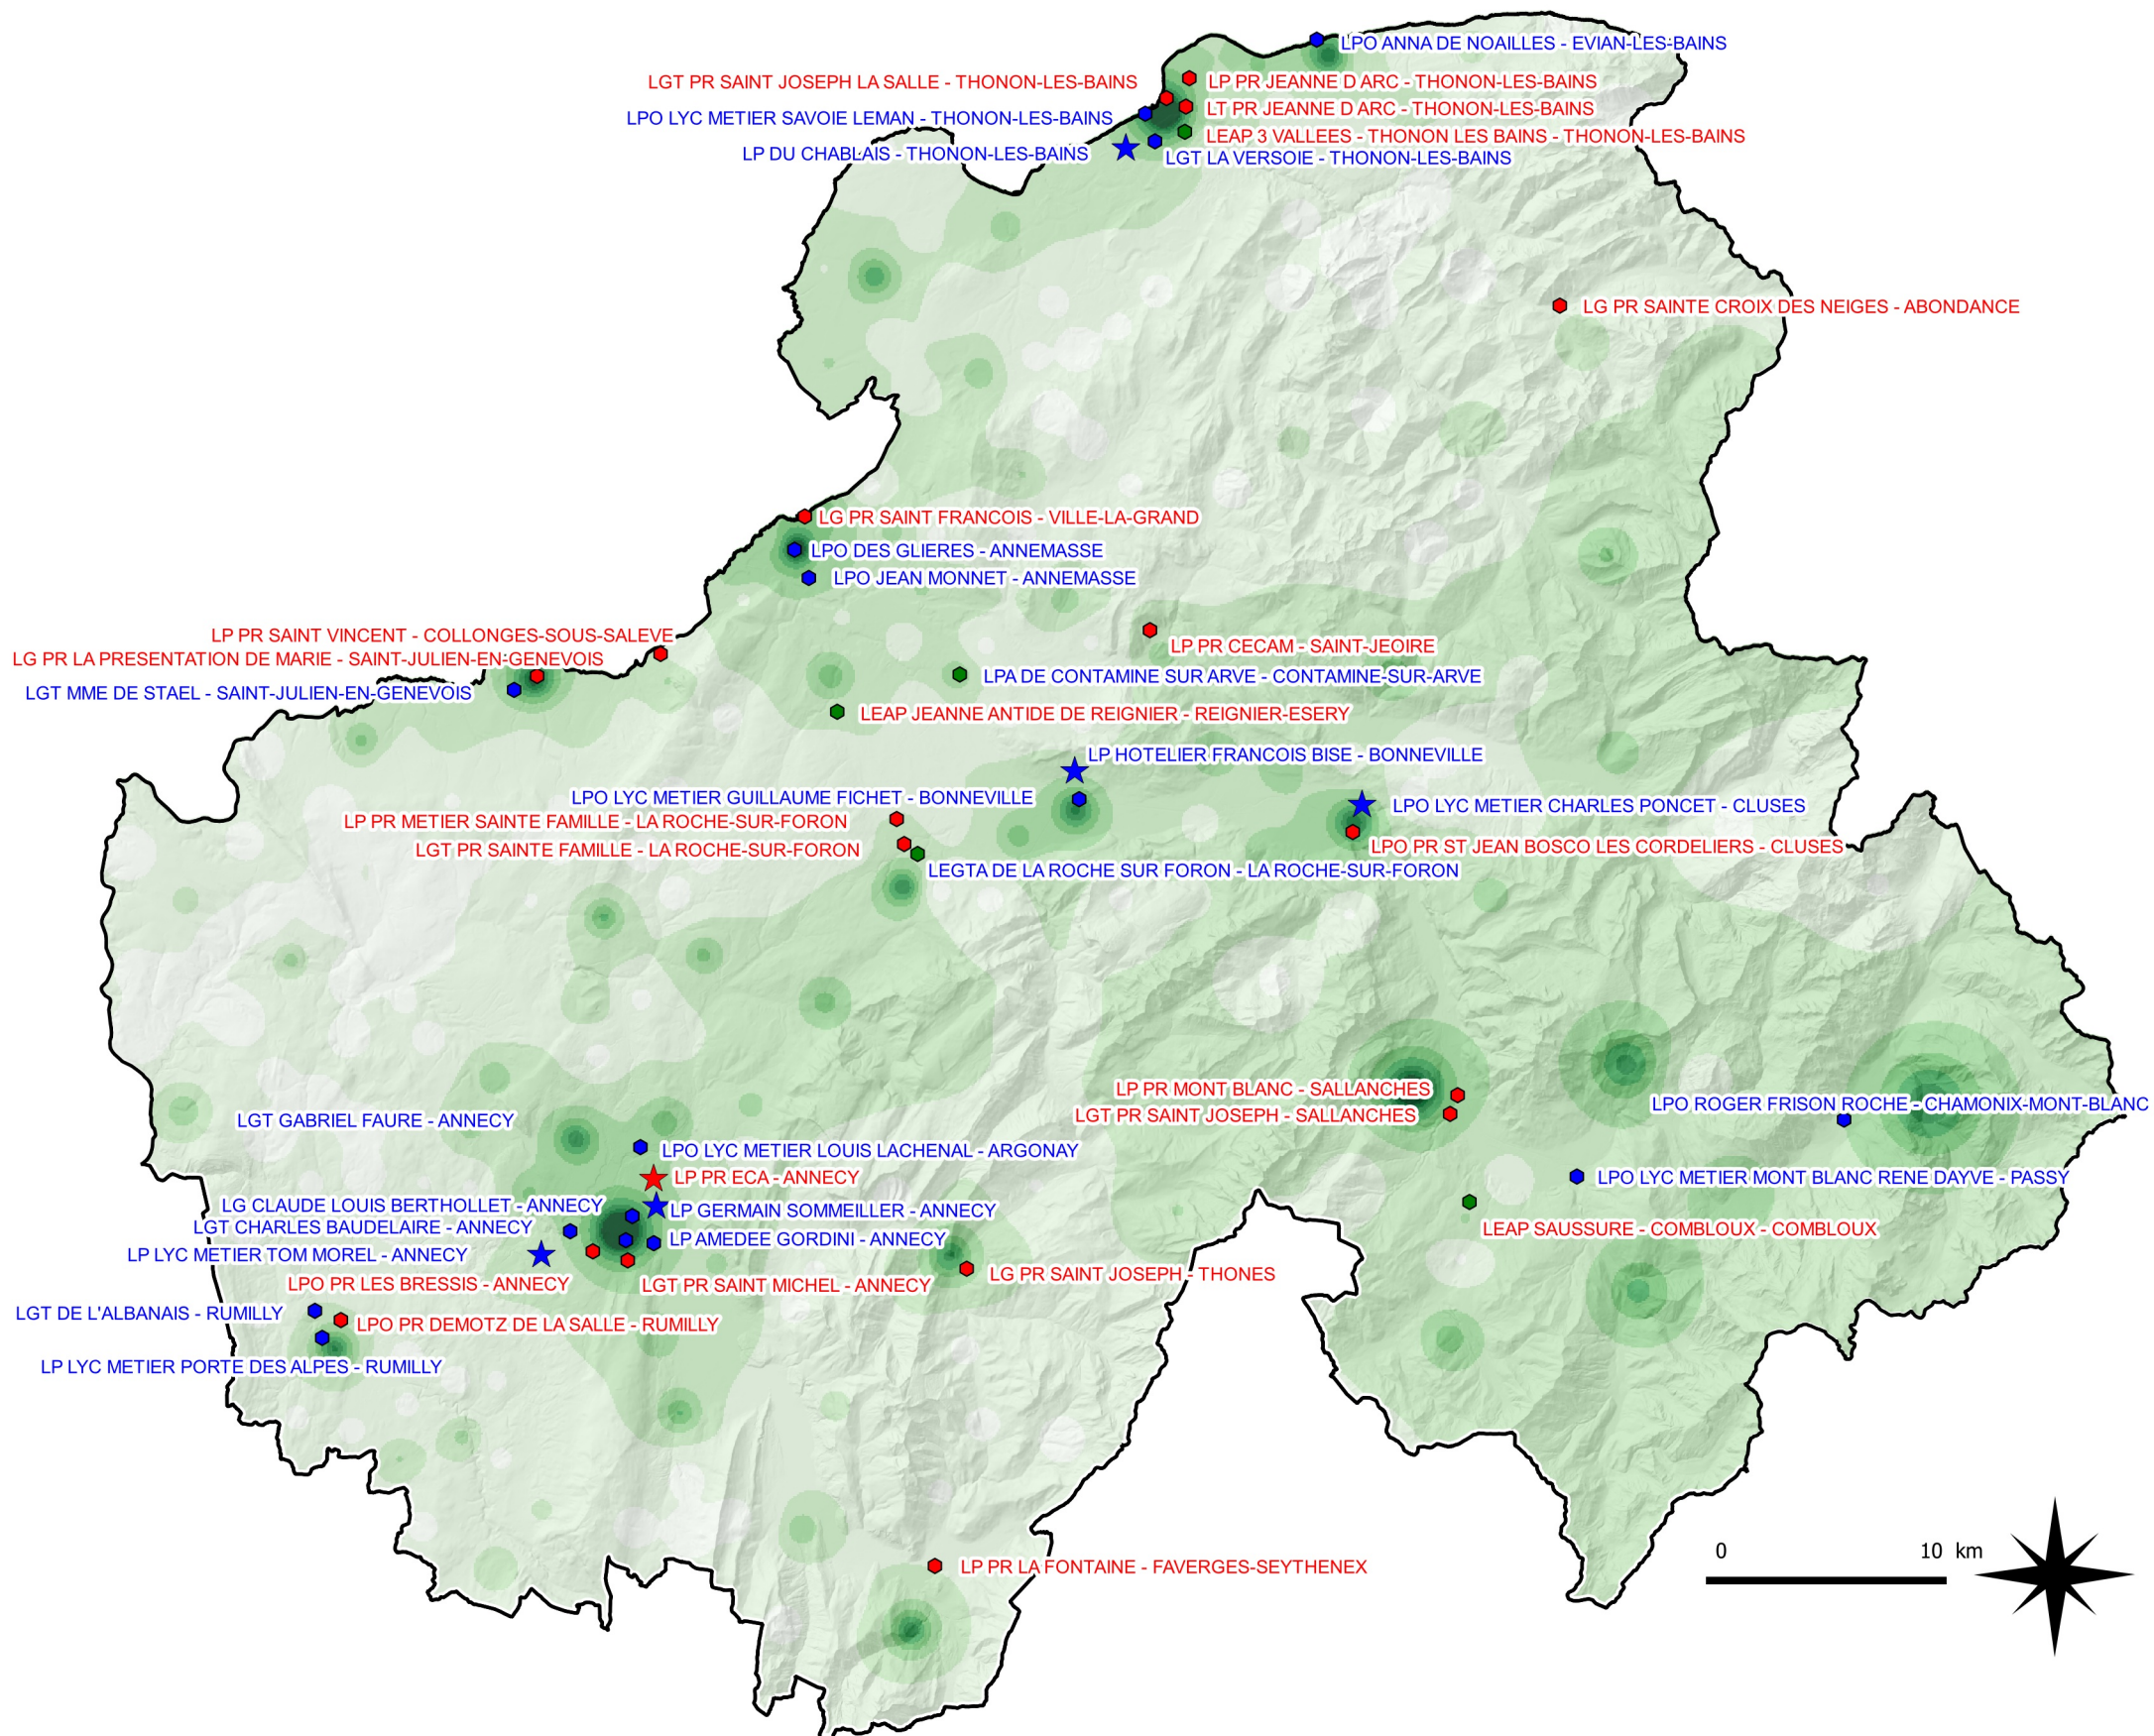 LPO ANNA DE NOAILLES - EVIAN-LES-BAINS
LGT PR SAINT JOSEPH LA SALLE - THONON-LES-BAINS
LP PR JEANNE D ARC - THONON-LES-BAINS
LT PR JEANNE D ARC - THONON-LES-BAINS
LPO LYC METIER SAVOIE LEMAN - THONON-LES-BAINS
LEAP 3 VALLEES - THONON LES BAINS - THONON-LES-BAINS
LP DU CHABLAIS - THONON-LES-BAINS
LGT LA VERSOIE - THONON-LES-BAINS
LG PR SAINTE CROIX DES NEIGES - ABONDANCE
LG PR SAINT FRANCOIS - VILLE-LA-GRAND
LPO DES GLIERES - ANNEMASSE
LPO JEAN MONNET - ANNEMASSE
LP PR SAINT VINCENT - COLLONGES-SOUS-SALEVE
LP PR CECAM - SAINT-JEOIRE
LG PR LA PRESENTATION DE MARIE - SAINT-JULIEN-EN-GENEVOIS
LPA DE CONTAMINE SUR ARVE - CONTAMINE-SUR-ARVE
LGT MME DE STAEL - SAINT-JULIEN-EN-GENEVOIS
LEAP JEANNE ANTIDE DE REIGNIER - REIGNIER-ESERY
LP HOTELIER FRANCOIS BISE - BONNEVILLE
LPO LYC METIER GUILLAUME FICHET - BONNEVILLE
LPO LYC METIER CHARLES PONCET - CLUSES
LP PR METIER SAINTE FAMILLE - LA ROCHE-SUR-FORON
LGT PR SAINTE FAMILLE - LA ROCHE-SUR-FORON
LPO PR ST JEAN BOSCO LES CORDELIERS - CLUSES
LEGTA DE LA ROCHE SUR FORON - LA ROCHE-SUR-FORON
LP PR MONT BLANC - SALLANCHES
LPO ROGER FRISON ROCHE - CHAMONIX-MONT-BLANC
LGT PR SAINT JOSEPH - SALLANCHES
LGT GABRIEL FAURE - ANNECY
LPO LYC METIER LOUIS LACHENAL - ARGONAY
LP PR ECA - ANNECY
LPO LYC METIER MONT BLANC RENE DAYVE - PASSY
LG CLAUDE LOUIS BERTHOLLET - ANNECY
LP GERMAIN SOMMEILLER - ANNECY
LGT CHARLES BAUDELAIRE - ANNECY
LEAP SAUSSURE - COMBLOUX - COMBLOUX
LP AMEDEE GORDINI - ANNECY
LP LYC METIER TOM MOREL - ANNECY
LG PR SAINT JOSEPH - THONES
LPO PR LES BRESSIS - ANNECY
LGT PR SAINT MICHEL - ANNECY
LGT DE L'ALBANAIS - RUMILLY
LPO PR DEMOTZ DE LA SALLE - RUMILLY
LP LYC METIER PORTE DES ALPES - RUMILLY
0 10 km
LP PR LA FONTAINE - FAVERGES-SEYTHENEX